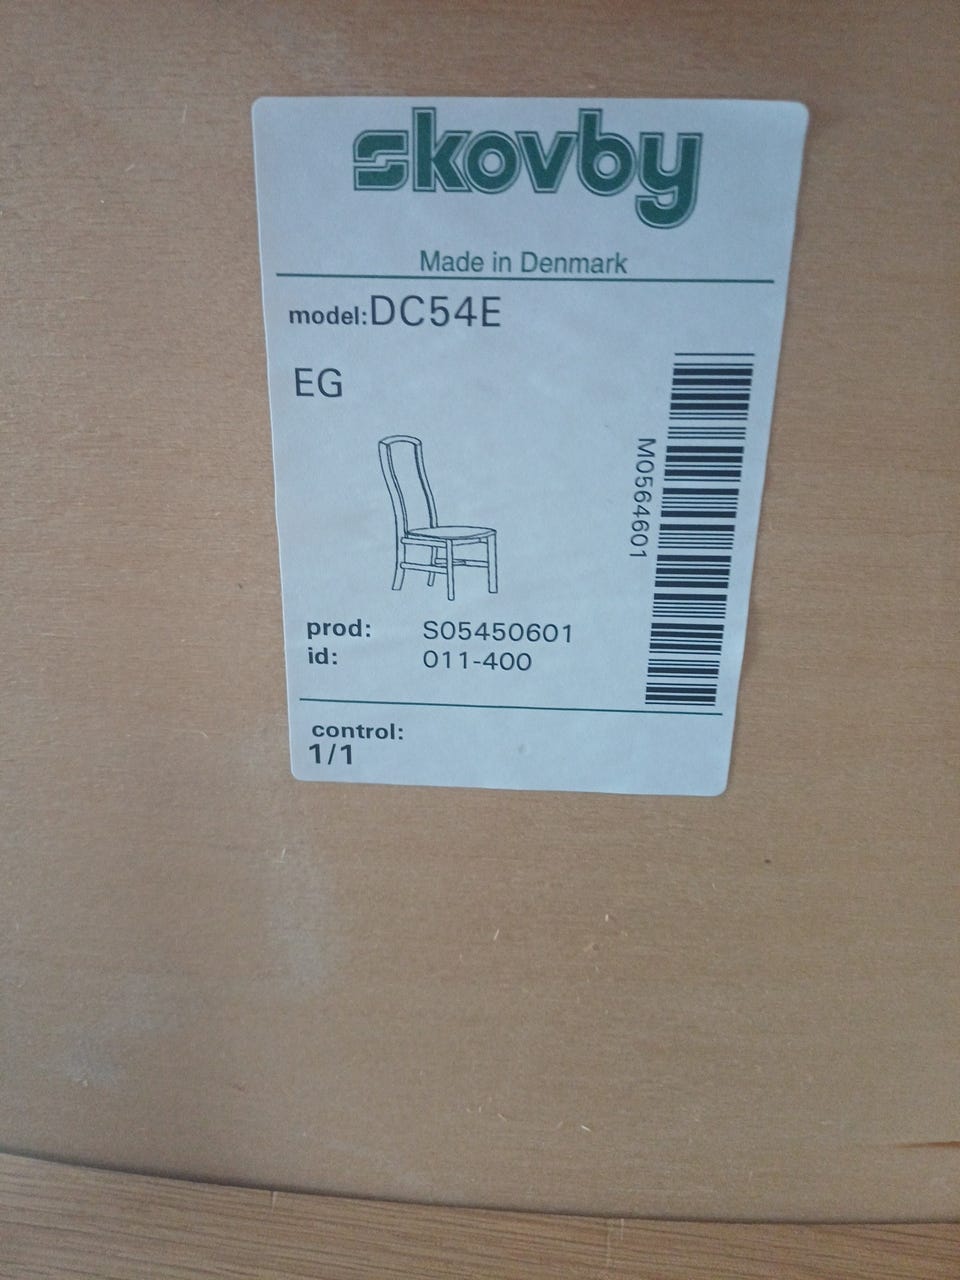 skovby
Made in Denmark
model:DC54E
EG
M0564601
prod: S05450601
id: 011-400
control:
1/1